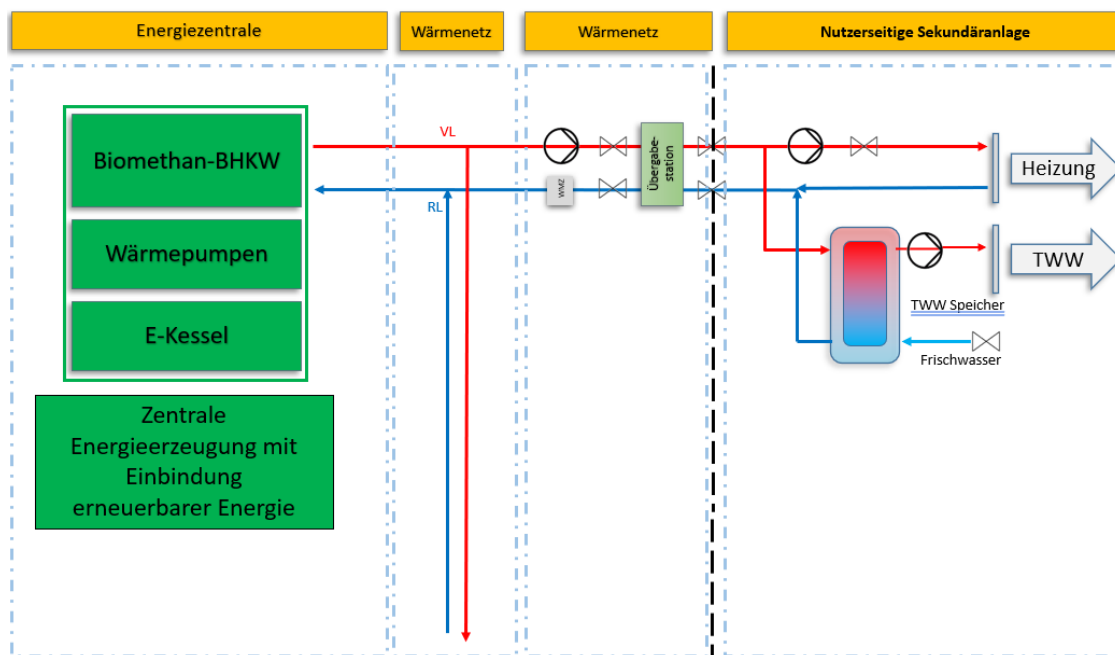 Energiezentrale
Wärmenetz
Wärmenetz
Nutzerseitige Sekundäranlage
Biomethan-BHKW
Wärmepumpen
E-Kessel
Zentrale
Energieerzeugung mit
Einbindung
erneuerbarer Energie
VL
RL
WMZ
Übergabe-
station
Heizung
TWW
TWW Speicher
Frischwasser